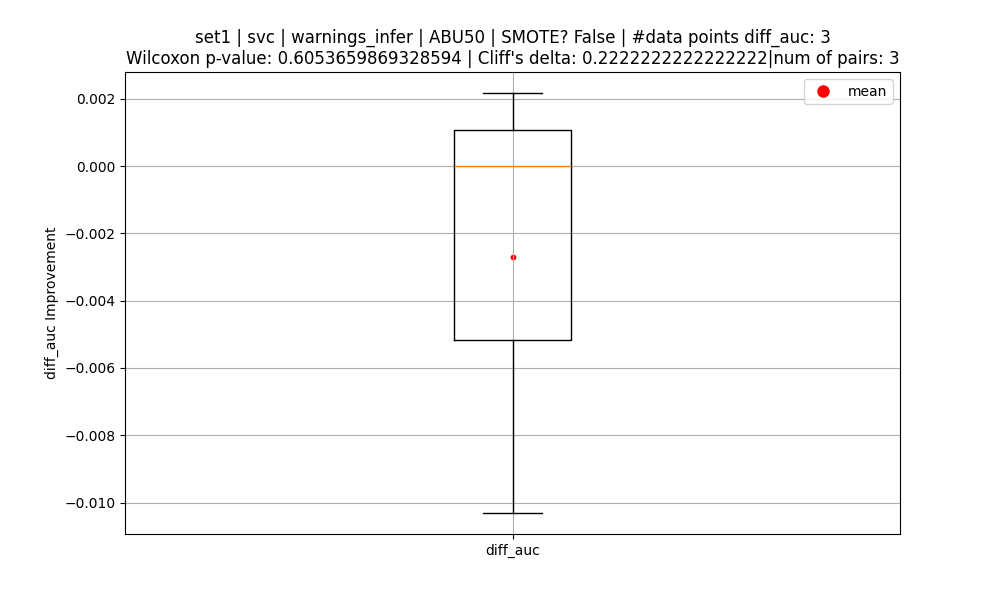 set1 | svc | warnings_infer | ABU50 | SMOTE? False | #data points diff_auc: 3
Wilcoxon p-value: 0.6053659869328594 | Cliff's delta: 0.2222222222222222|num of pairs: 3
mean
0.002
0.000
−0.002
−0.004
−0.006
−0.008
−0.010
diff_auc Improvement
diff_auc